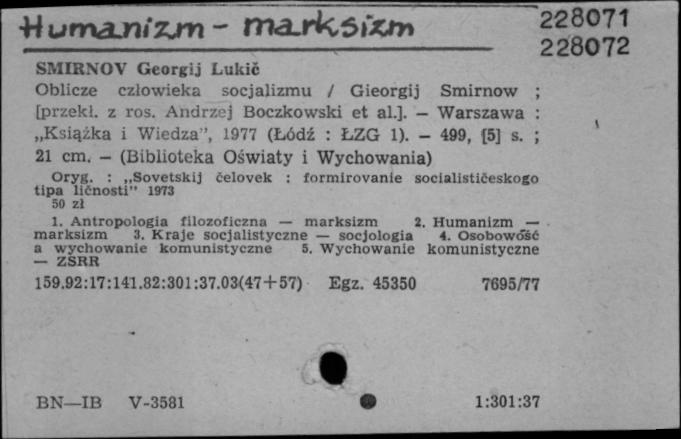 Humanizm - marksizm
228071
228072
SMIRNOV Georgij Lukič
Oblicze człowieka socjalizmu / Gieorgij Smirnow ;
[przekł. z ros. Andrzej Boczkowski et al.]. — Warszawa :
„Książka i Wiedza”, 1977 (Łódź : ŁZG 1). — 499, [5] s. ;
21 cm. — (Biblioteka Oświaty i Wychowania)
Oryg. : „Sovetskij čelovek : formirovanie socialističeskogo
tipa ličnosti” 1973
50 zł
1. Antropologia filozoficzna — marksizm 2. Humanizm —
marksizm 3. Kraje socjalistyczne — socjologia 4. Osobowość
a wychowanie komunistyczne 5. Wychowanie komunistyczne
— ZSRR
159.92:17:141.82:301:37.03(47+57) Egz. 45350 7695/77
BN—IB V-3581 1:301:37